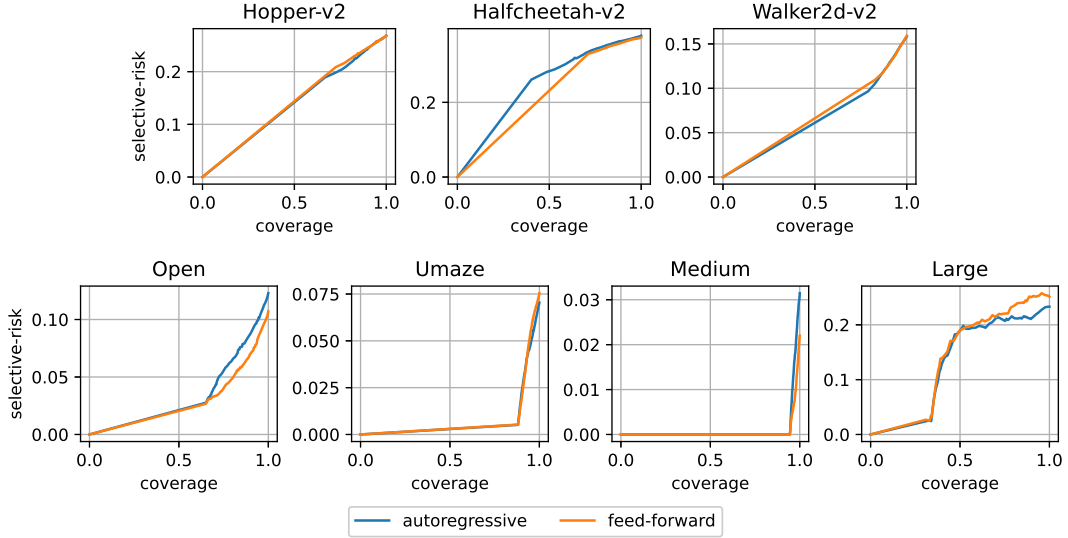 Hopper-v2 Halfcheetah-v2 Walker2d-v2
selective-risk
0.2
0.1
0.0
0.0 0.5 1.0
coverage
0.2
0.0
0.0 0.5 1.0
coverage
0.15
0.10
0.05
0.00
0.0 0.5 1.0
coverage
Open Umaze Medium Large
selective-risk
0.10
0.05
0.00
0.0 0.5 1.0
coverage
0.075
0.050
0.025
0.000
0.0 0.5 1.0
coverage
0.03
0.02
0.01
0.00
0.0 0.5 1.0
coverage
0.2
0.1
0.0
0.0 0.5 1.0
coverage
autoregressive feed-forward